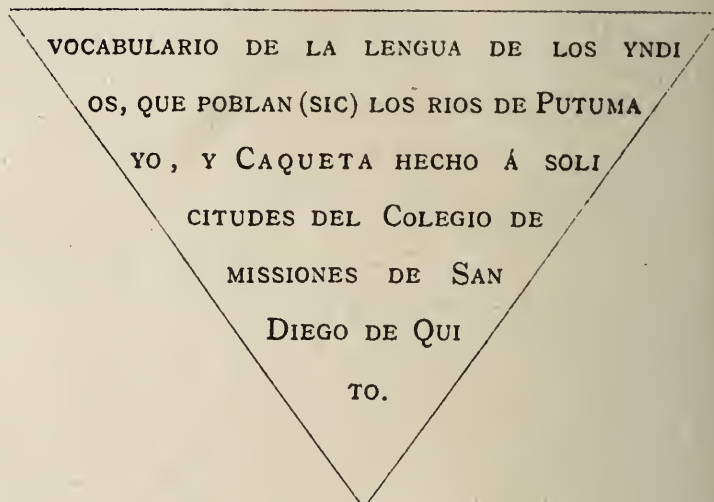 VOCABULARIO DE LA LENGUA DE LOS YNDI
OS, QUE POBLAN (SIC) LOS RIOS DE PUTUMA
YO, Y CAQUETA HECHO Á SOLI
CITUDES DEL COLEGIO DE
MISSIONES DE SAN
DIEGO DE QUI
TO.